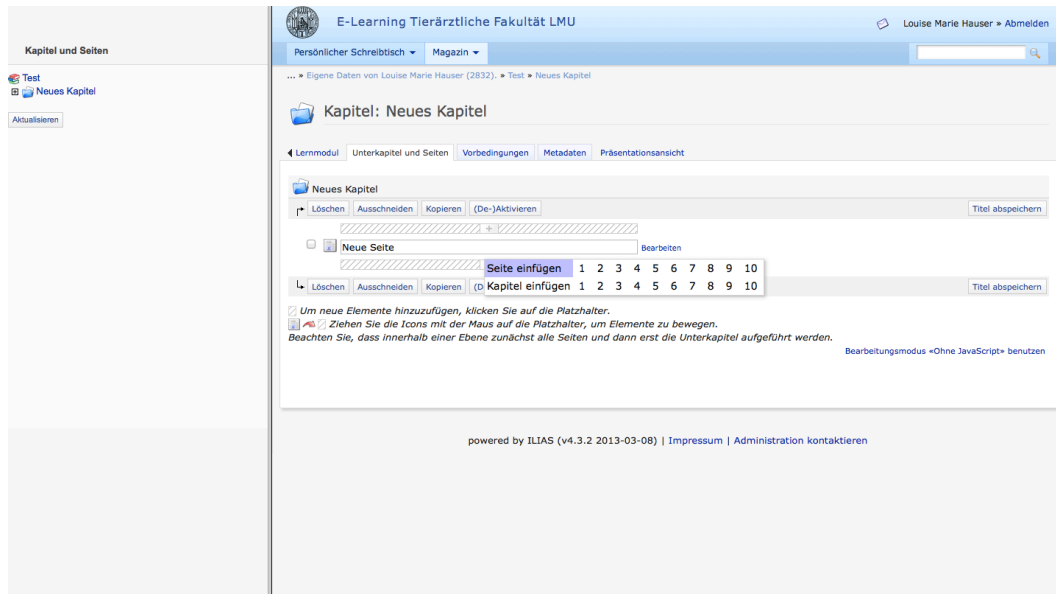 E-Learning Tierärztliche Fakultät LMU
Louise Marie Hauser » Abmelden
Kapitel und Seiten
Persönlicher Schreibtisch Magazin
Test
Neues Kapitel
Aktualisieren
... » Eigene Daten von Louise Marie Hauser (2832). » Test » Neues Kapitel
Kapitel: Neues Kapitel
Lernmodul Unterkapitel und Seiten Vorbedingungen Metadaten Präsentationsansicht
Neues Kapitel
Löschen Ausschneiden Kopieren (De-)Aktivieren Titel abspeichern
+
Neue Seite Bearbeiten
Seite einfügen 1 2 3 4 5 6 7 8 9 10
Kapitel einfügen 1 2 3 4 5 6 7 8 9 10
Löschen Ausschneiden Kopieren (D Titel abspeichern
Um neue Elemente hinzuzufügen, klicken Sie auf die Platzhalter.
Ziehen Sie die Icons mit der Maus auf die Platzhalter, um Elemente zu bewegen.
Beachten Sie, dass innerhalb einer Ebene zunächst alle Seiten und dann erst die Unterkapitel aufgeführt werden.
Bearbeitungsmodus «Ohne JavaScript» benutzen
powered by ILIAS (v4.3.2 2013-03-08) | Impressum | Administration kontaktieren